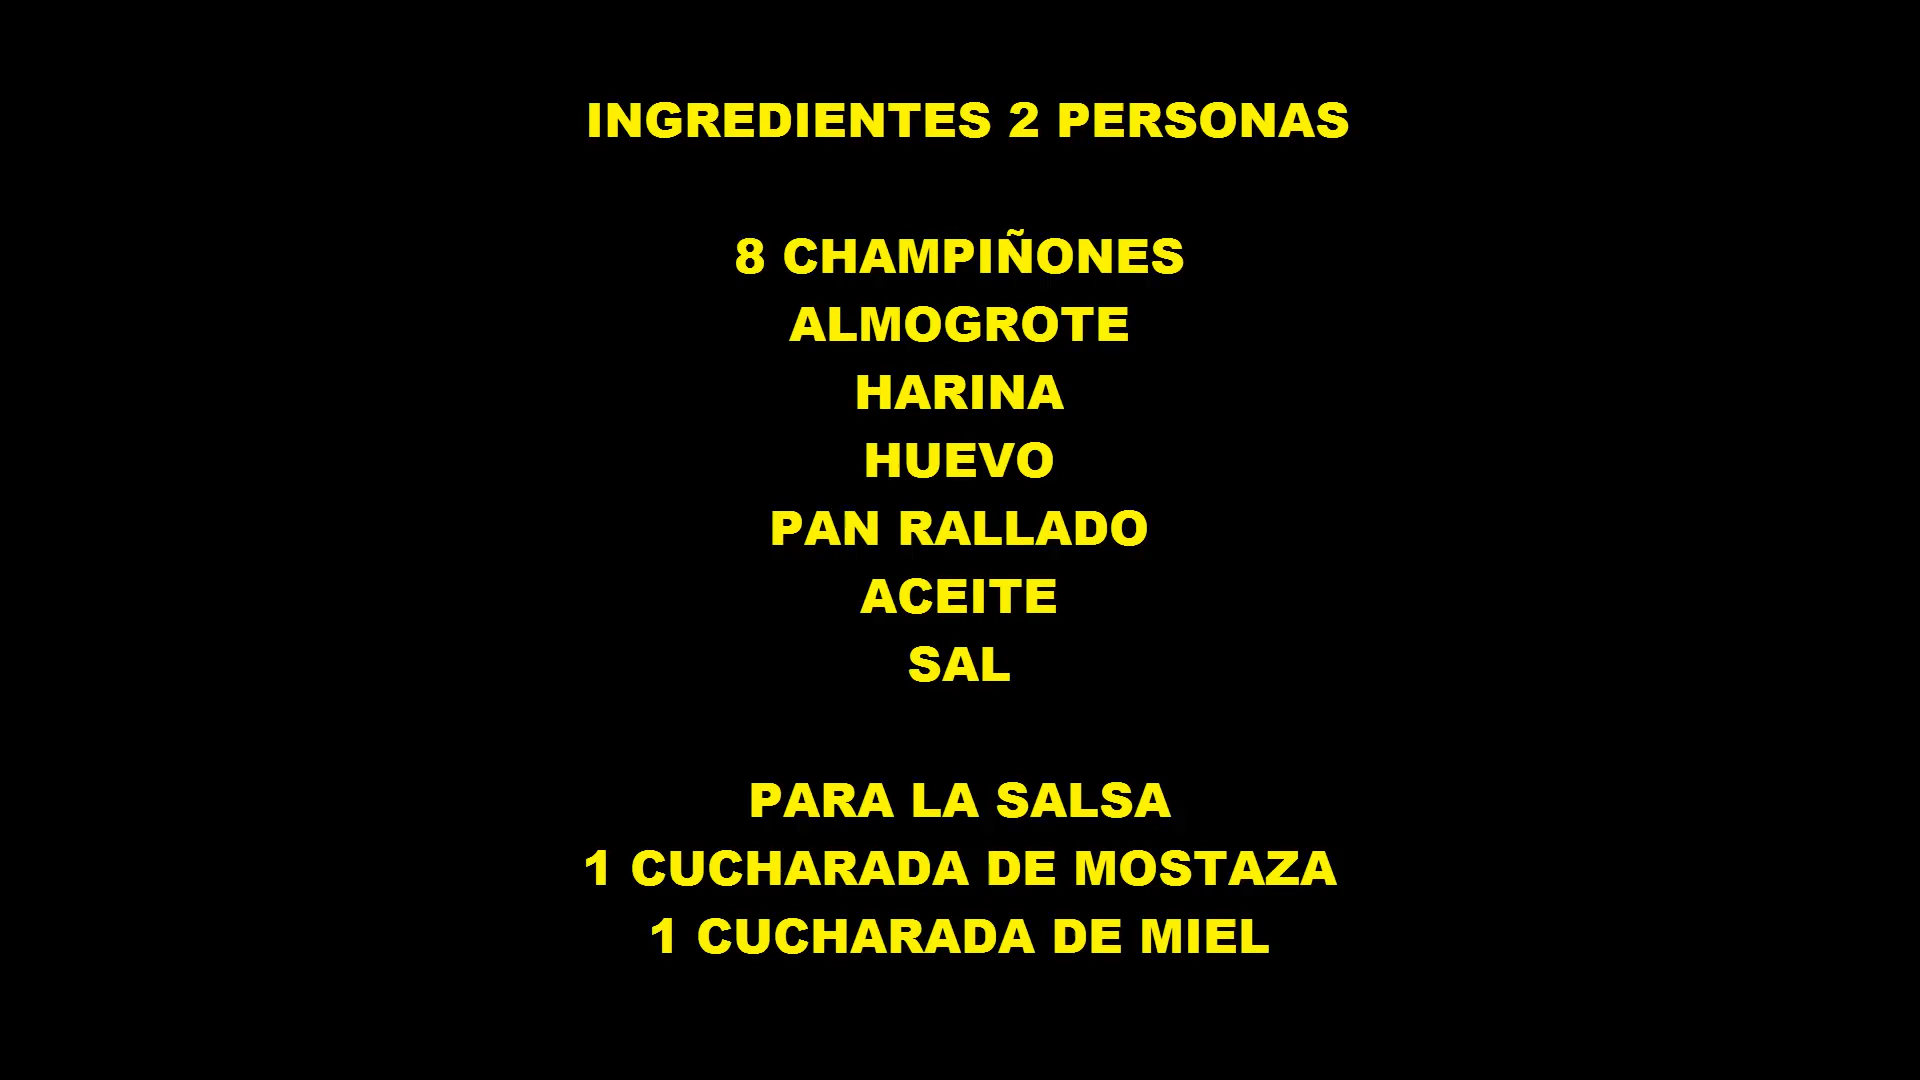 INGREDIENTES 2 PERSONAS
8 CHAMPIÑONES
ALMOGROTE
HARINA
HUEVO
PAN RALLADO
ACEITE
SAL
PARA LA SALSA
1 CUCHARADA DE MOSTAZA
1 CUCHARADA DE MIEL